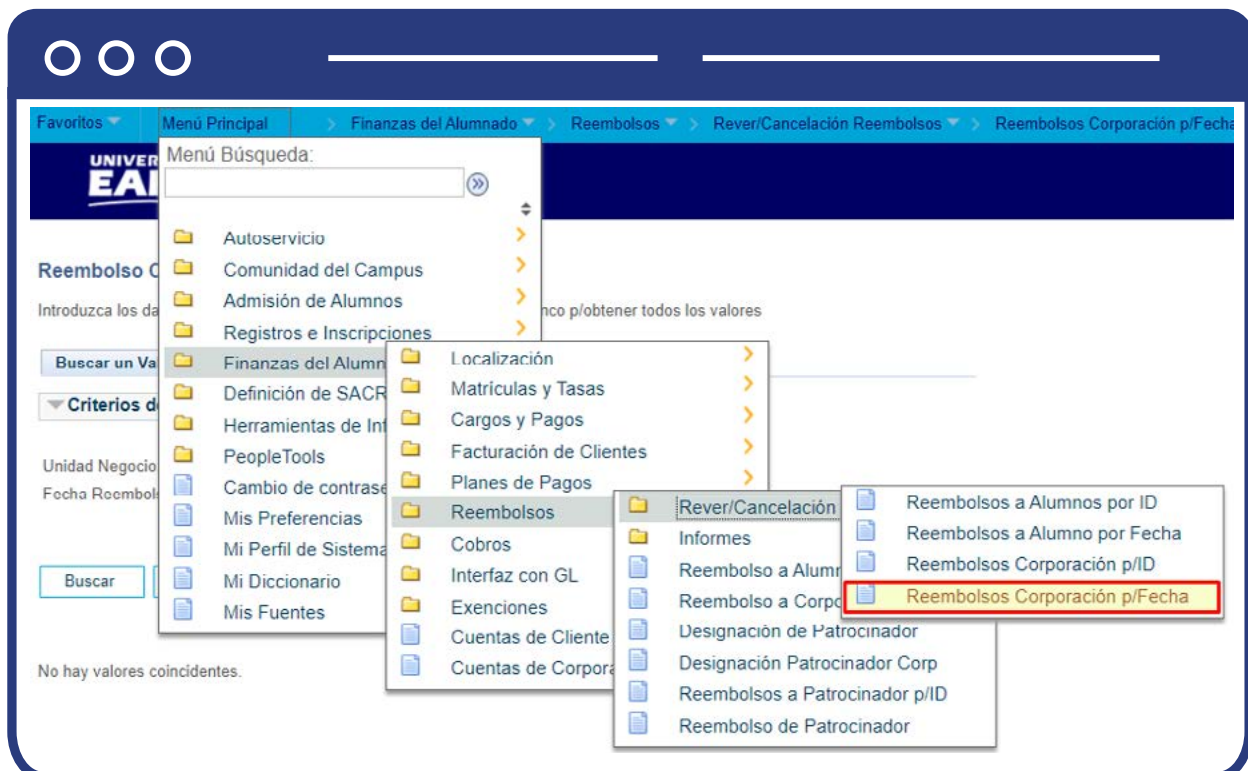 Favoritos Menú Principal > Finanzas del Alumnado > Reembolsos > Rever/Cancelación Reembolsos > Reembolsos Corporación p/Fecha
Menú Búsqueda:
Autoservicio
Comunidad del Campus
Admisión de Alumnos
Registros e Inscripciones
Finanzas del Alumn
Definición de SACR
Herramientas de Inf
PeopleTools
Cambio de contrase
Mis Preferencias
Mi Perfil de Sistema
Mi Diccionario
Mis Fuentes
Localización
Matrículas y Tasas
Cargos y Pagos
Facturación de Clientes
Planes de Pagos
Reembolsos
Cobros
Interfaz con GL
Exenciones
Cuentas de Cliente
Cuentas de Corpora
Rever/Cancelación
Informes
Reembolso a Alumn
Reembolso a Corpo
Designación de Patrocinador
Designación Patrocinador Corp
Reembolsos a Patrocinador p/ID
Reembolso de Patrocinador
Reembolsos a Alumnos por ID
Reembolsos a Alumno por Fecha
Reembolsos Corporación p/ID
Reembolsos Corporación p/Fecha
UNIVER
EAI
Reembolso C
Introduzca los da nco p/obtener todos los valores
Buscar un Va
Criterios d
Unidad Negocio
Fecha Reembols
Buscar
No hay valores coincidentes.